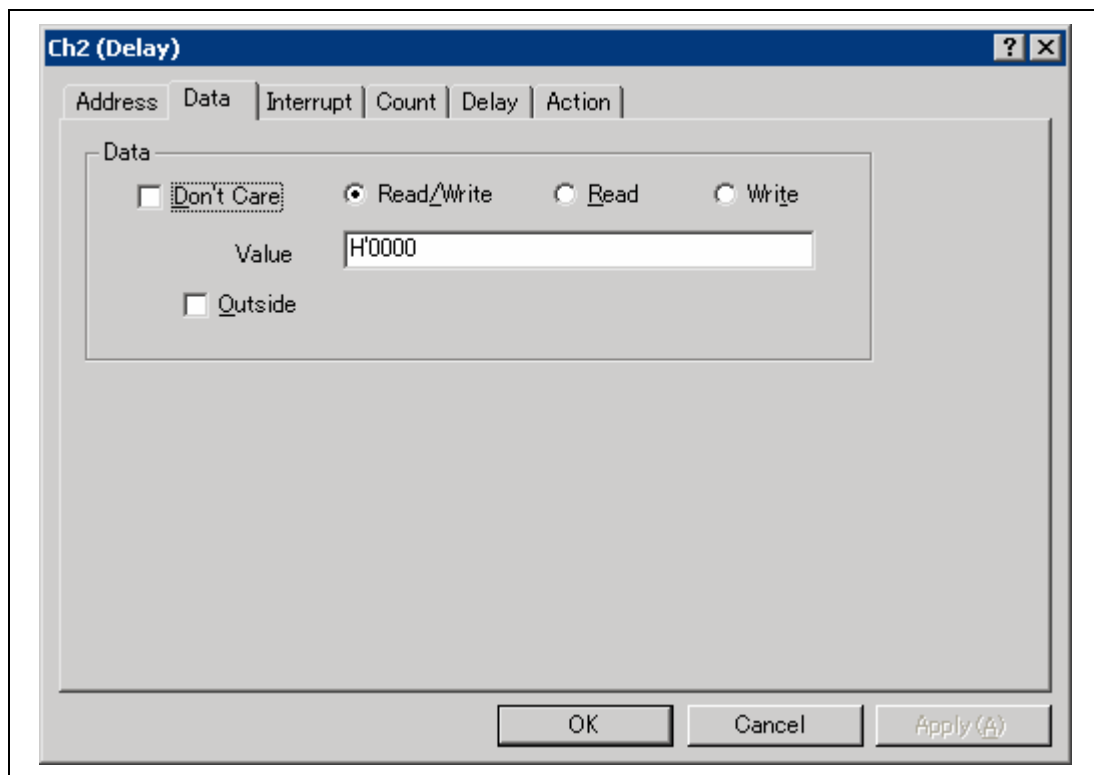 Ch2 (Delay)
Address Data Interrupt Count Delay Action
Data
Don't Care Read/Write Read Write
Value H'0000
Outside
OK Cancel Apply (A)